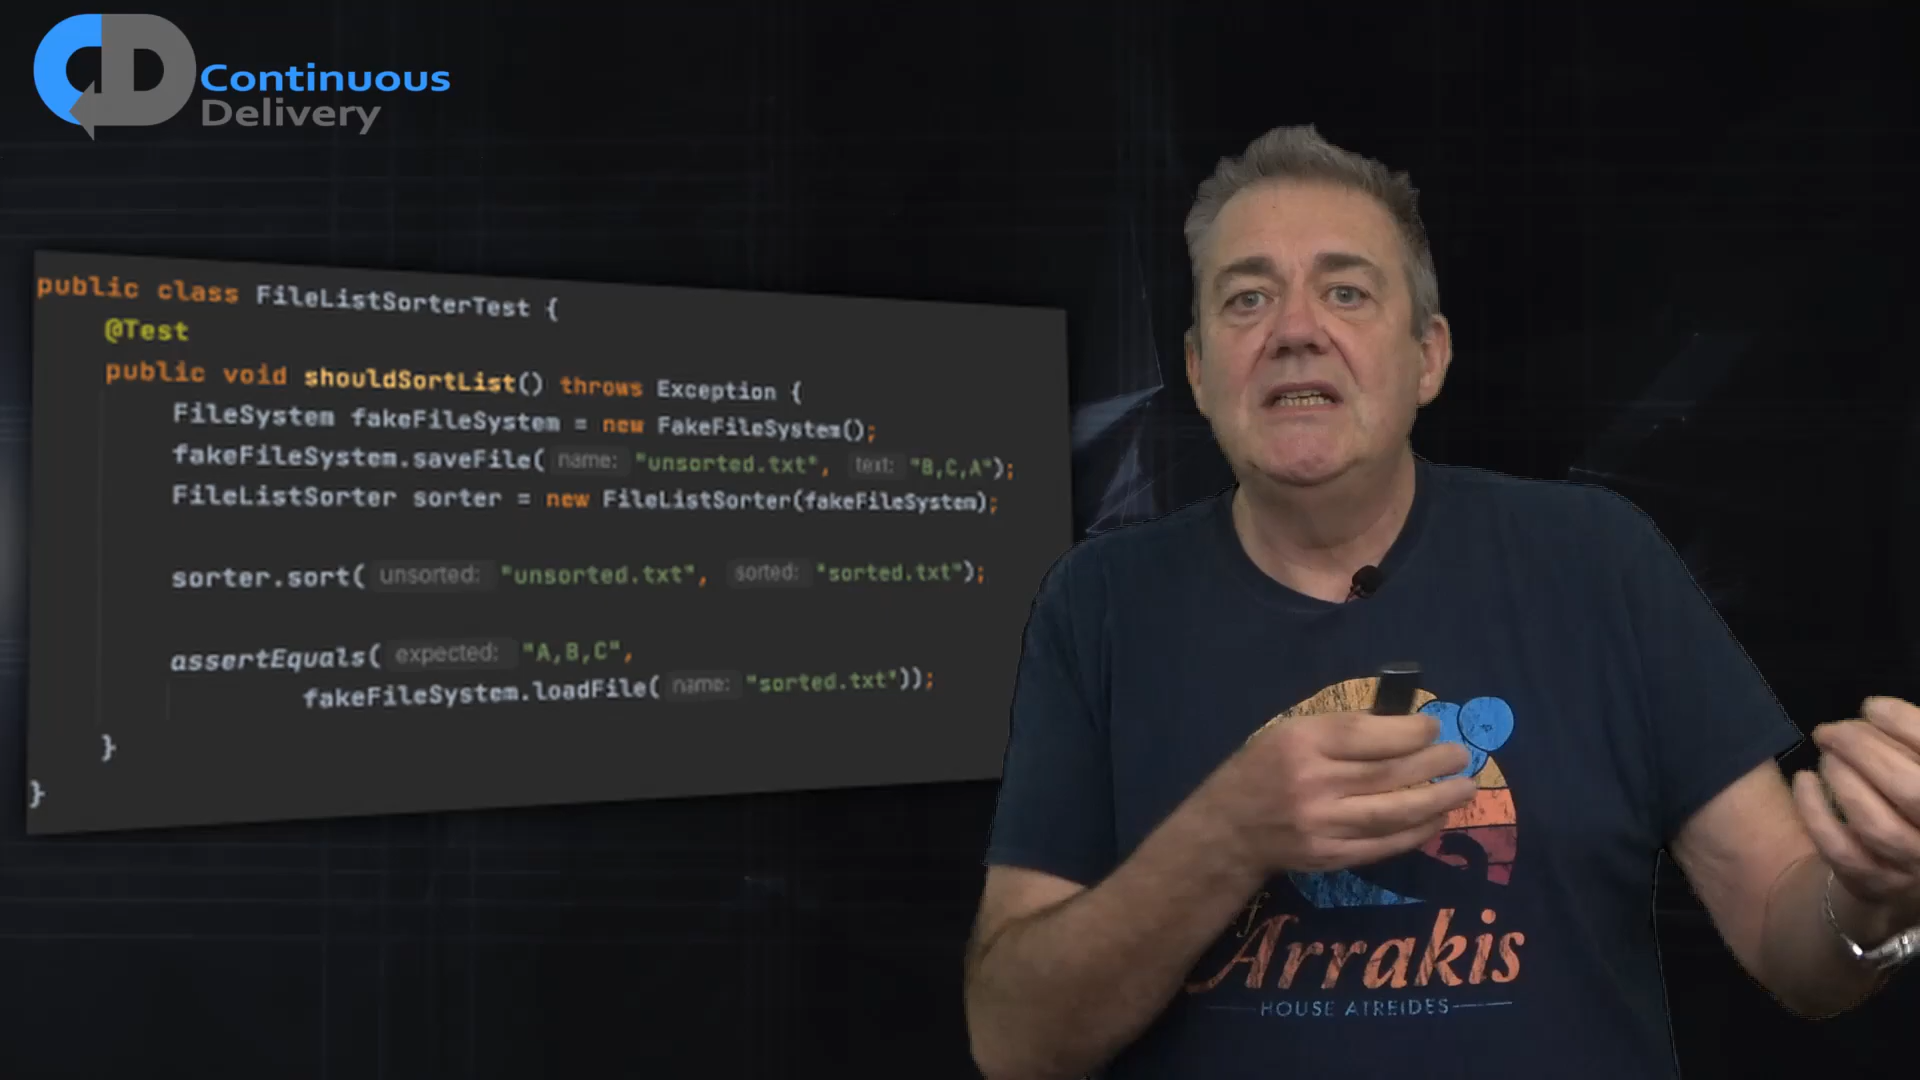 Continuous
Delivery
public class FileListSorterTest {
@Test
public void shouldSortList() throws Exception {
FileSystem fakeFileSystem = new FakeFileSystem();
fakeFileSystem.saveFile( name: "unsorted.txt", text: "B,C,A");
FileListSorter sorter = new FileListSorter(fakeFileSystem);
sorter.sort( unsorted: "unsorted.txt", sorted: "sorted.txt");
assertEquals( expected: "A,B,C",
fakeFileSystem.loadFile( name: "sorted.txt"));
}
}
Arrakis
HOUSE ATREIDES